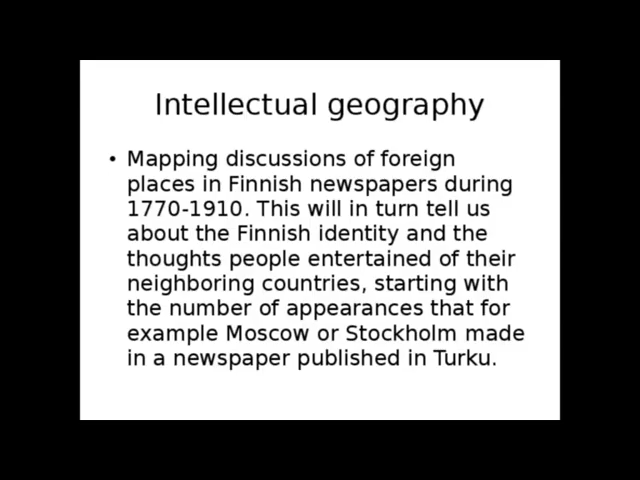 Intellectual geography
• Mapping discussions of foreign
places in Finnish newspapers during
1770-1910. This will in turn tell us
about the Finnish identity and the
thoughts people entertained of their
neighboring countries, starting with
the number of appearances that for
example Moscow or Stockholm made
in a newspaper published in Turku.